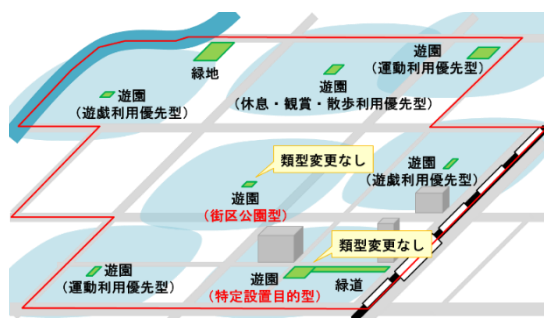 緑地
遊園
(運動利用優先型)
遊園
(休息・観賞・散歩利用優先型)
遊園
(遊戯利用優先型)
類型変更なし
遊園
(街区公園型)
遊園
(遊戯利用優先型)
類型変更なし
遊園
(運動利用優先型)
遊園
(特定設置目的型)
緑道